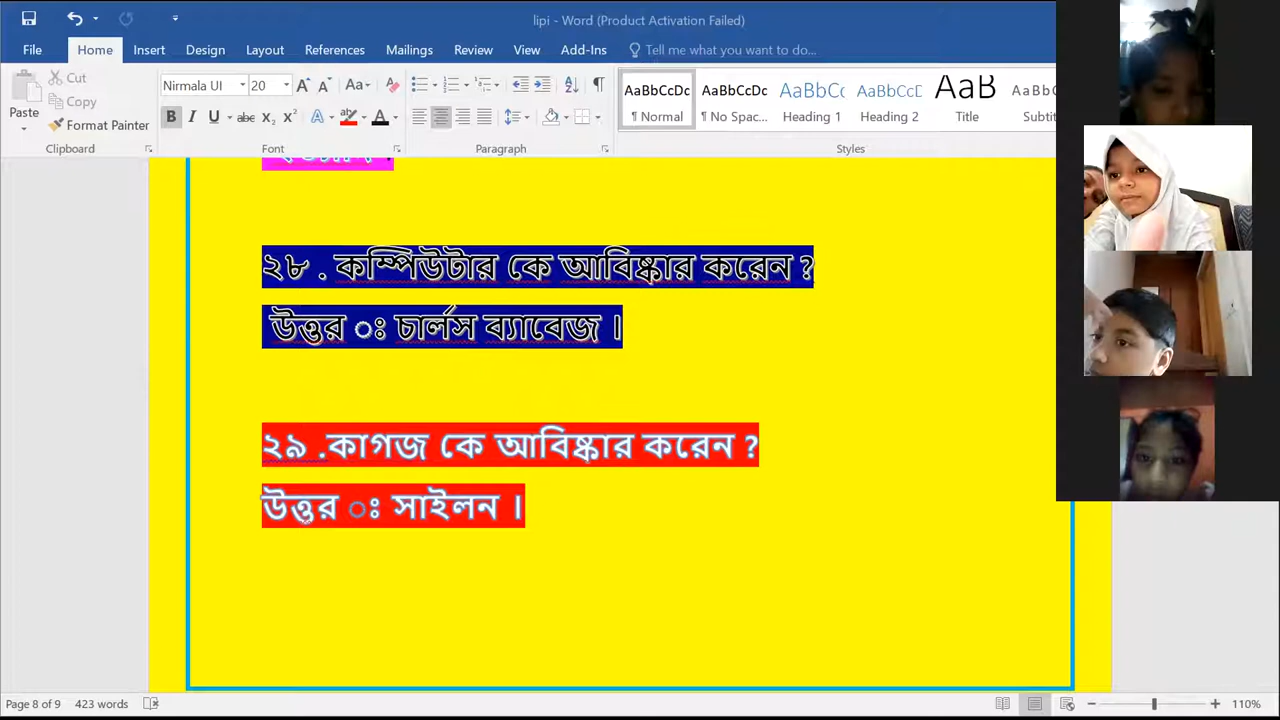 lipi - Word (Product Activation Failed)
File Home Insert Design Layout References Mailings Review View Add-Ins Tell me what you want to do...
Cut
Copy
Paste
Format Painter
Clipboard
Nirmala UI 20
Font
Paragraph
AaBbCcDc AaBbCcDc AaBbCc AaBbCcD AaB
¶ Normal ¶ No Spac... Heading 1 Heading 2 Title Subtit
Styles
২৮ . কম্পিউটার কে আবিষ্কার করেন ?
উত্তর ঃ চার্লস ব্যাবেজ ।
২৯ .কাগজ কে আবিষ্কার করেন ?
উত্তর ঃ সাইলন ।
Page 8 of 9 423 words 110%